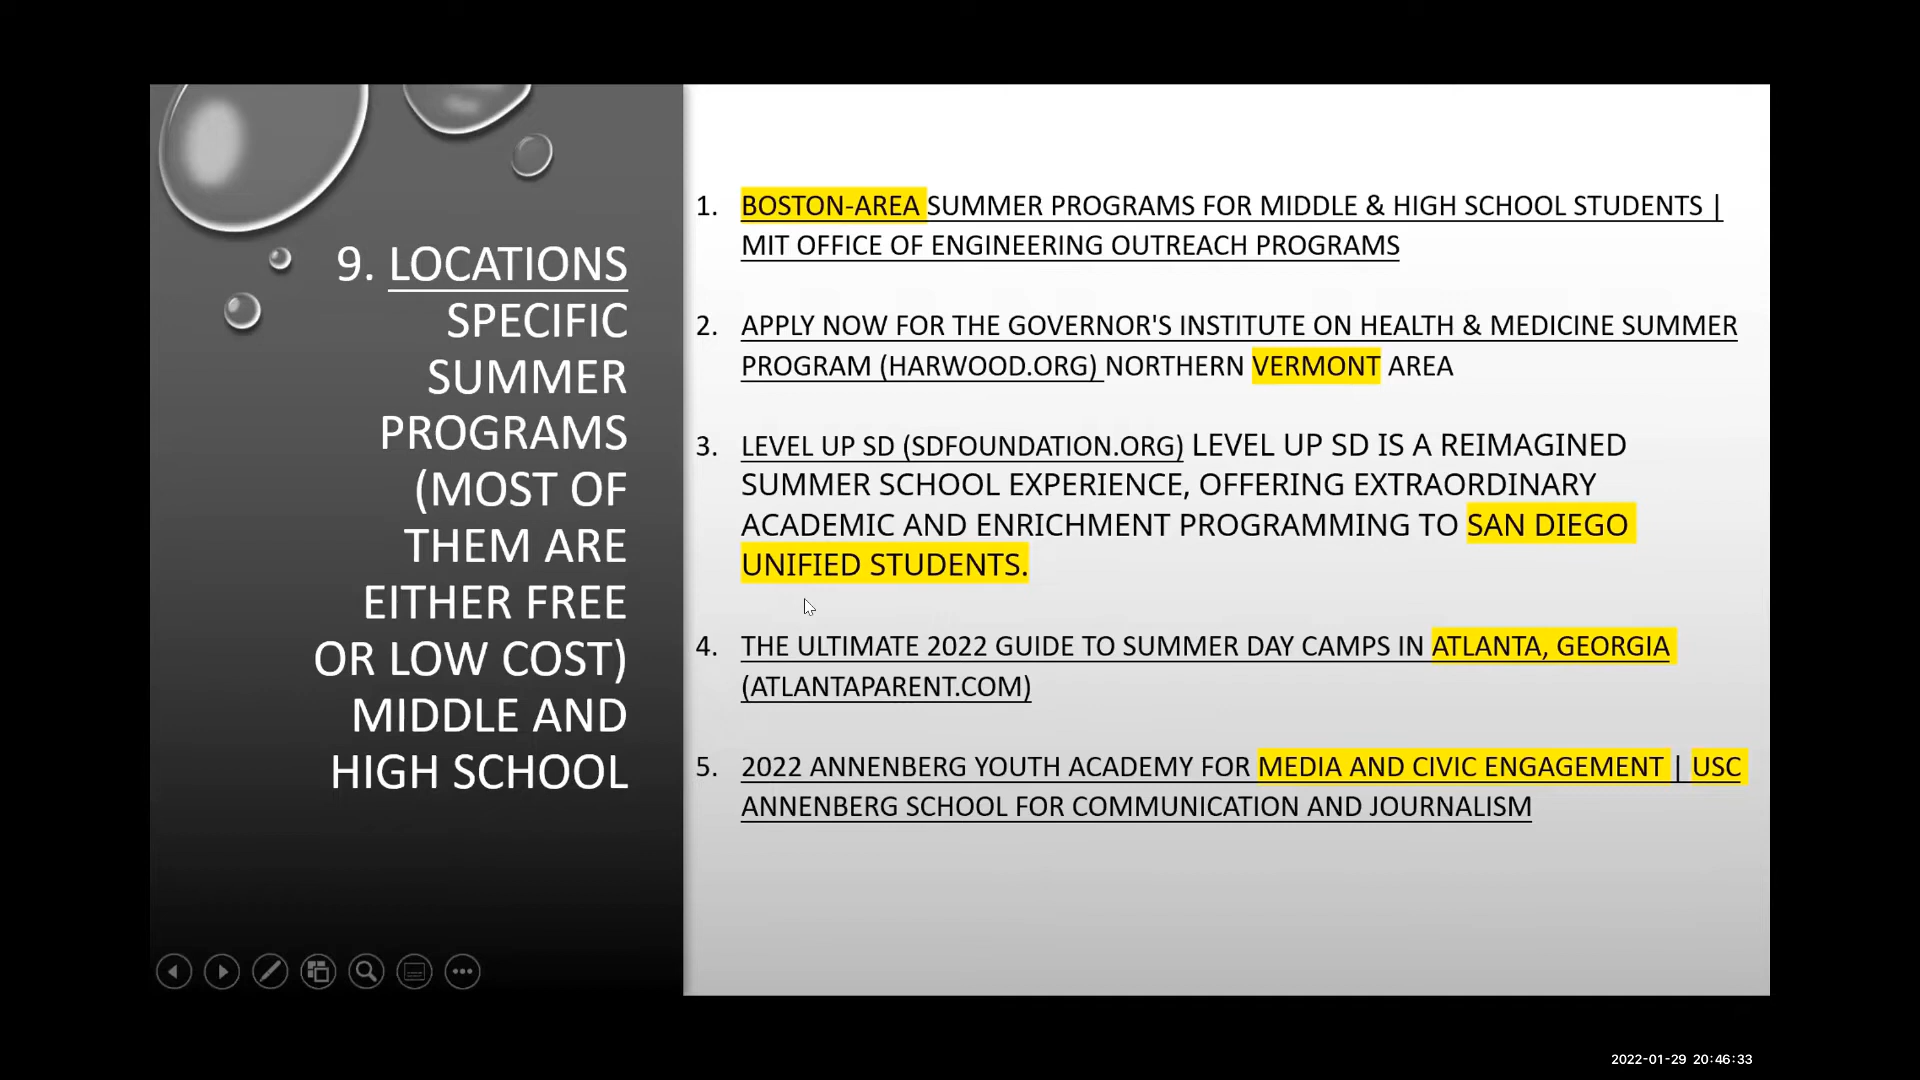 9. LOCATIONS
SPECIFIC
SUMMER
PROGRAMS
(MOST OF
THEM ARE
EITHER FREE
OR LOW COST)
MIDDLE AND
HIGH SCHOOL
1. BOSTON-AREA SUMMER PROGRAMS FOR MIDDLE & HIGH SCHOOL STUDENTS |
MIT OFFICE OF ENGINEERING OUTREACH PROGRAMS
2. APPLY NOW FOR THE GOVERNOR'S INSTITUTE ON HEALTH & MEDICINE SUMMER
PROGRAM (HARWOOD.ORG) NORTHERN VERMONT AREA
3. LEVEL UP SD (SDFOUNDATION.ORG) LEVEL UP SD IS A REIMAGINED
SUMMER SCHOOL EXPERIENCE, OFFERING EXTRAORDINARY
ACADEMIC AND ENRICHMENT PROGRAMMING TO SAN DIEGO
UNIFIED STUDENTS.
4. THE ULTIMATE 2022 GUIDE TO SUMMER DAY CAMPS IN ATLANTA, GEORGIA
(ATLANTAPARENT.COM)
5. 2022 ANNENBERG YOUTH ACADEMY FOR MEDIA AND CIVIC ENGAGEMENT | USC
ANNENBERG SCHOOL FOR COMMUNICATION AND JOURNALISM
2022-01-29 20:46:33